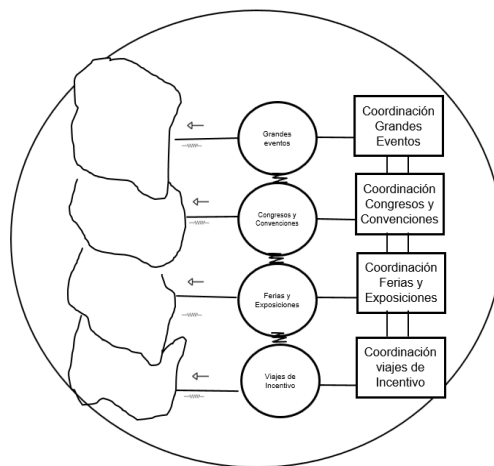 Grandes
eventos
Coordinación
Grandes
Eventos
Congresos y
Convenciones
Coordinación
Congresos y
Convenciones
Ferias y
Exposiciones
Coordinación
Ferias y
Exposiciones
Viajes de
Incentivo
Coordinación
viajes de
Incentivo